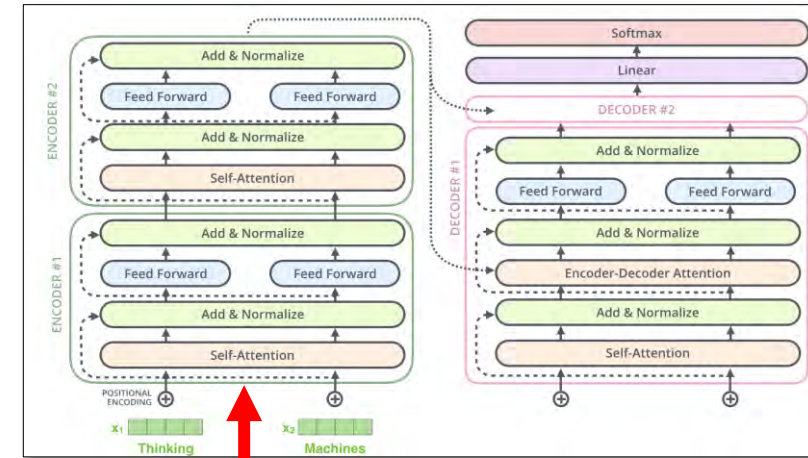 ENCODER #2
Add & Normalize
Feed Forward Feed Forward
Add & Normalize
Self-Attention
ENCODER #1
Add & Normalize
Feed Forward Feed Forward
Add & Normalize
Self-Attention
POSITIONAL
ENCODING
x₁ x₂
Thinking Machines
Softmax
Linear
DECODER #2
DECODER #1
Add & Normalize
Feed Forward Feed Forward
Add & Normalize
Encoder-Decoder Attention
Add & Normalize
Self-Attention